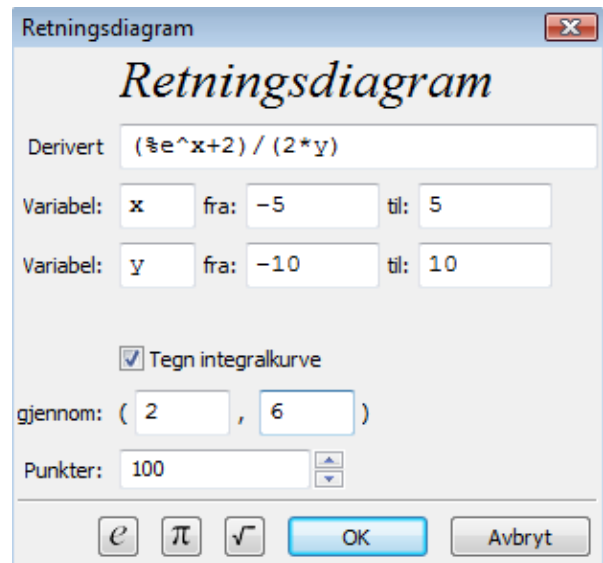 Retningsdiagram
Retningsdiagram
Derivert (%e^x+2)/(2*y)
Variabel: x fra: -5 til: 5
Variabel: y fra: -10 til: 10
Tegn integralkurve
gjennom: ( 2 , 6 )
Punkter: 100
e π √ OK Avbryt